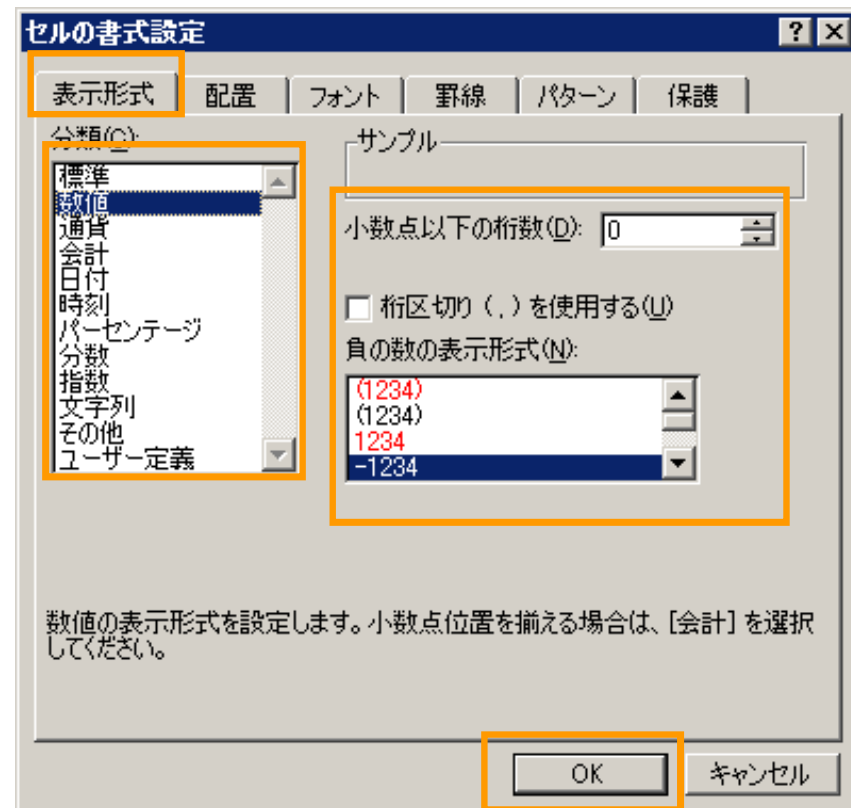 セルの書式設定
表示形式 配置 フォント 罫線 パターン 保護
分類(C):
標準
数値
通貨
会計
日付
時刻
パーセンテージ
分数
指数
文字列
その他
ユーザー定義
サンプル
小数点以下の桁数(D): 0
桁区切り(,)を使用する(U)
負の数の表示形式(N):
(1234)
(1234)
1234
-1234
数値の表示形式を設定します。小数点位置を揃える場合は、[会計] を選択
してください。
OK キャンセル